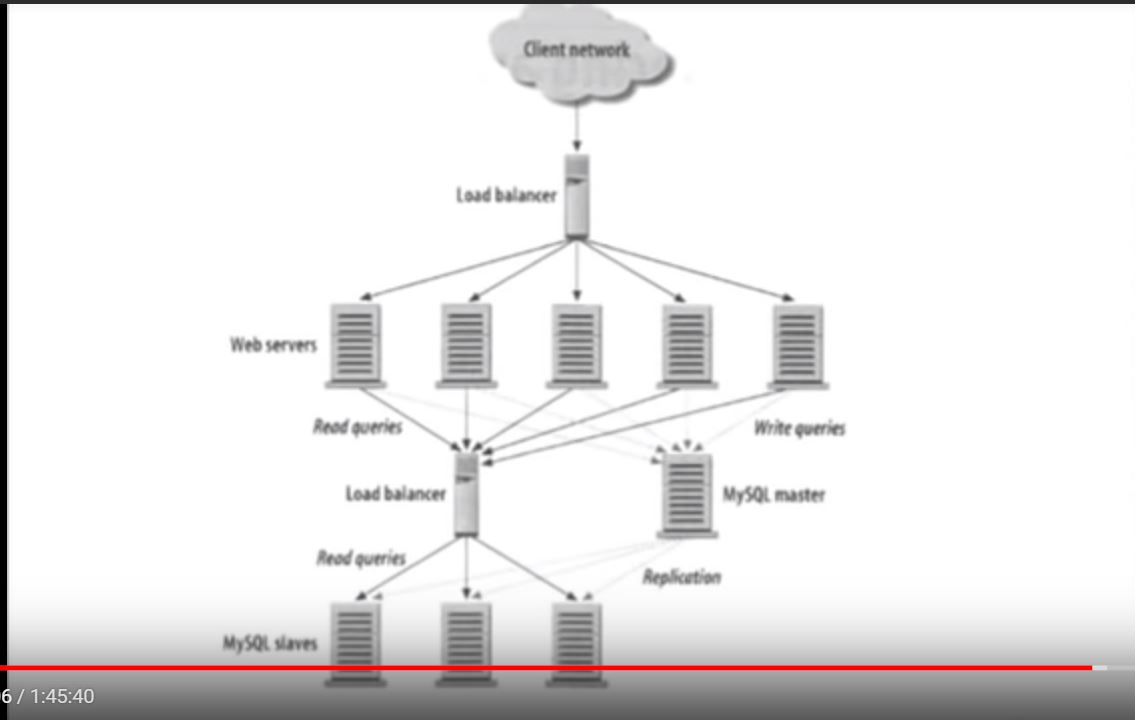 Client network
Load balancer
Web servers
Read queries
Write queries
Load balancer
MySQL master
Read queries
Replication
MySQL slaves
6 / 1:45:40